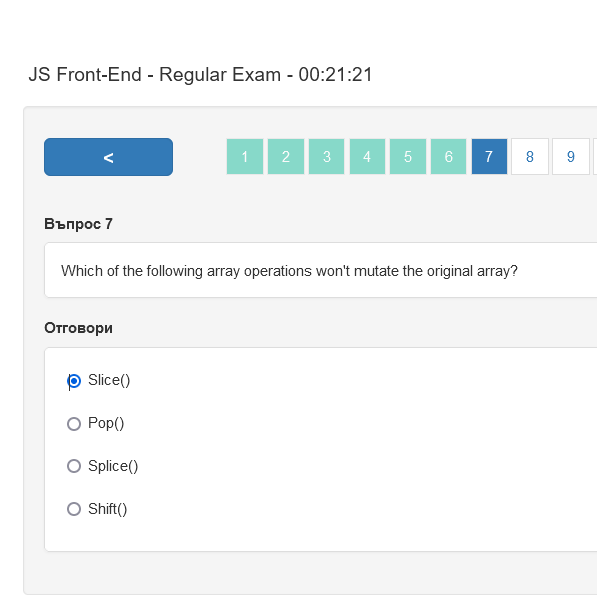 JS Front-End - Regular Exam - 00:21:21
< 1 2 3 4 5 6 7 8 9
Въпрос 7
Which of the following array operations won't mutate the original array?
Отговори
Slice()
Pop()
Splice()
Shift()